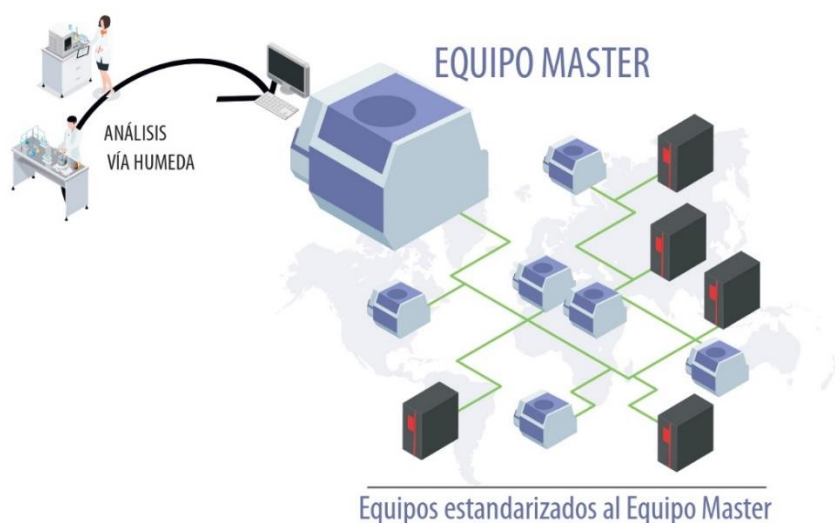 EQUIPO MASTER
ANÁLISIS
VÍA HUMEDA
Equipos estandarizados al Equipo Master